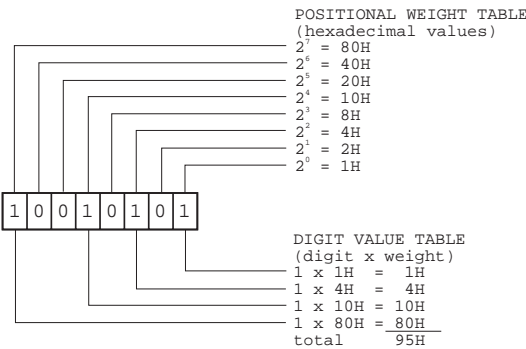 POSITIONAL WEIGHT TABLE
(hexadecimal values)
2⁷ = 80H
2⁶ = 40H
2⁵ = 20H
2⁴ = 10H
2³ = 8H
2² = 4H
2¹ = 2H
2⁰ = 1H
1 0 0 1 0 1 0 1
DIGIT VALUE TABLE
(digit x weight)
1 x 1H = 1H
1 x 4H = 4H
1 x 10H = 10H
1 x 80H = 80H
total 95H